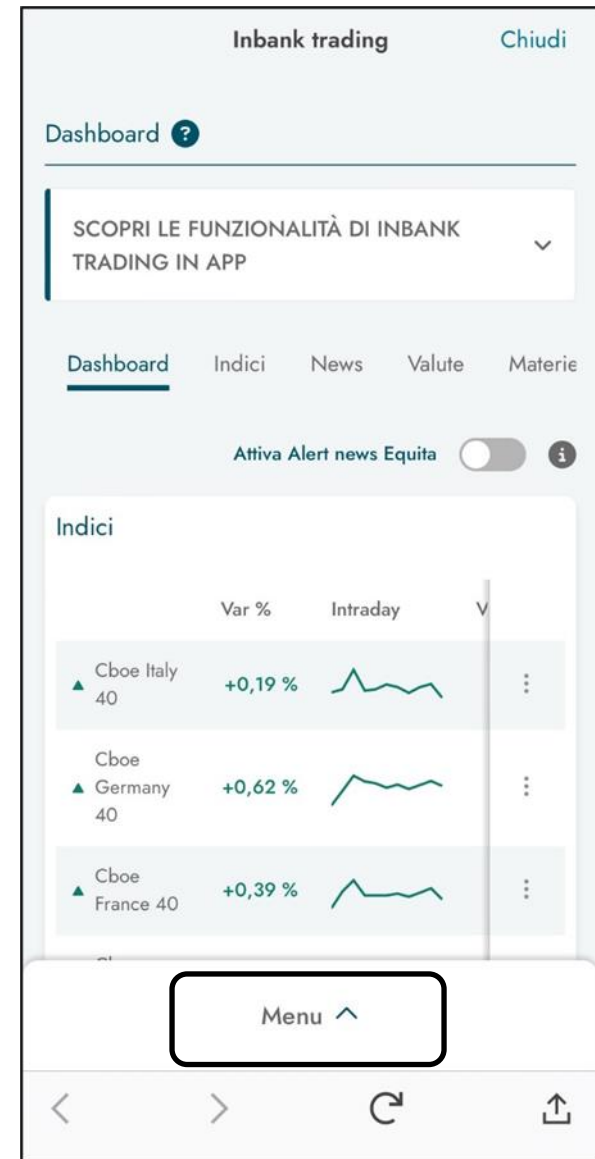 Inbank trading
Chiudi
Dashboard ?
SCOPRI LE FUNZIONALITÀ DI INBANK
TRADING IN APP
Dashboard Indici News Valute Materie
Attiva Alert news Equita i
Indici
Var % Intraday V
Cboe Italy
40
+0,19 %
Cboe
Germany
40
+0,62 %
Cboe
France 40
+0,39 %
Menu